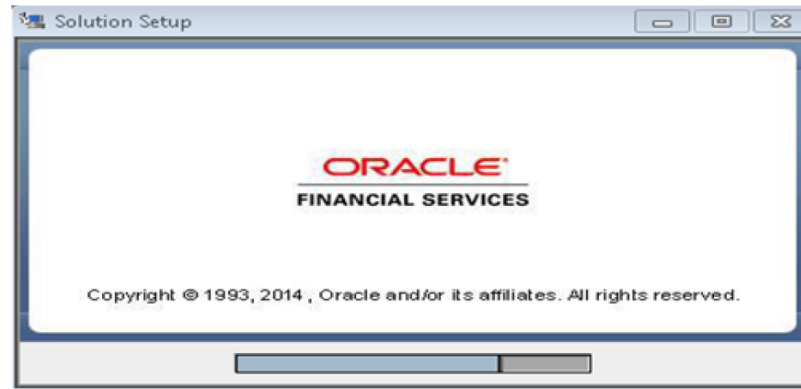 Solution Setup
ORACLE
FINANCIAL SERVICES
Copyright © 1993, 2014 , Oracle and/or its affiliates. All rights reserved.